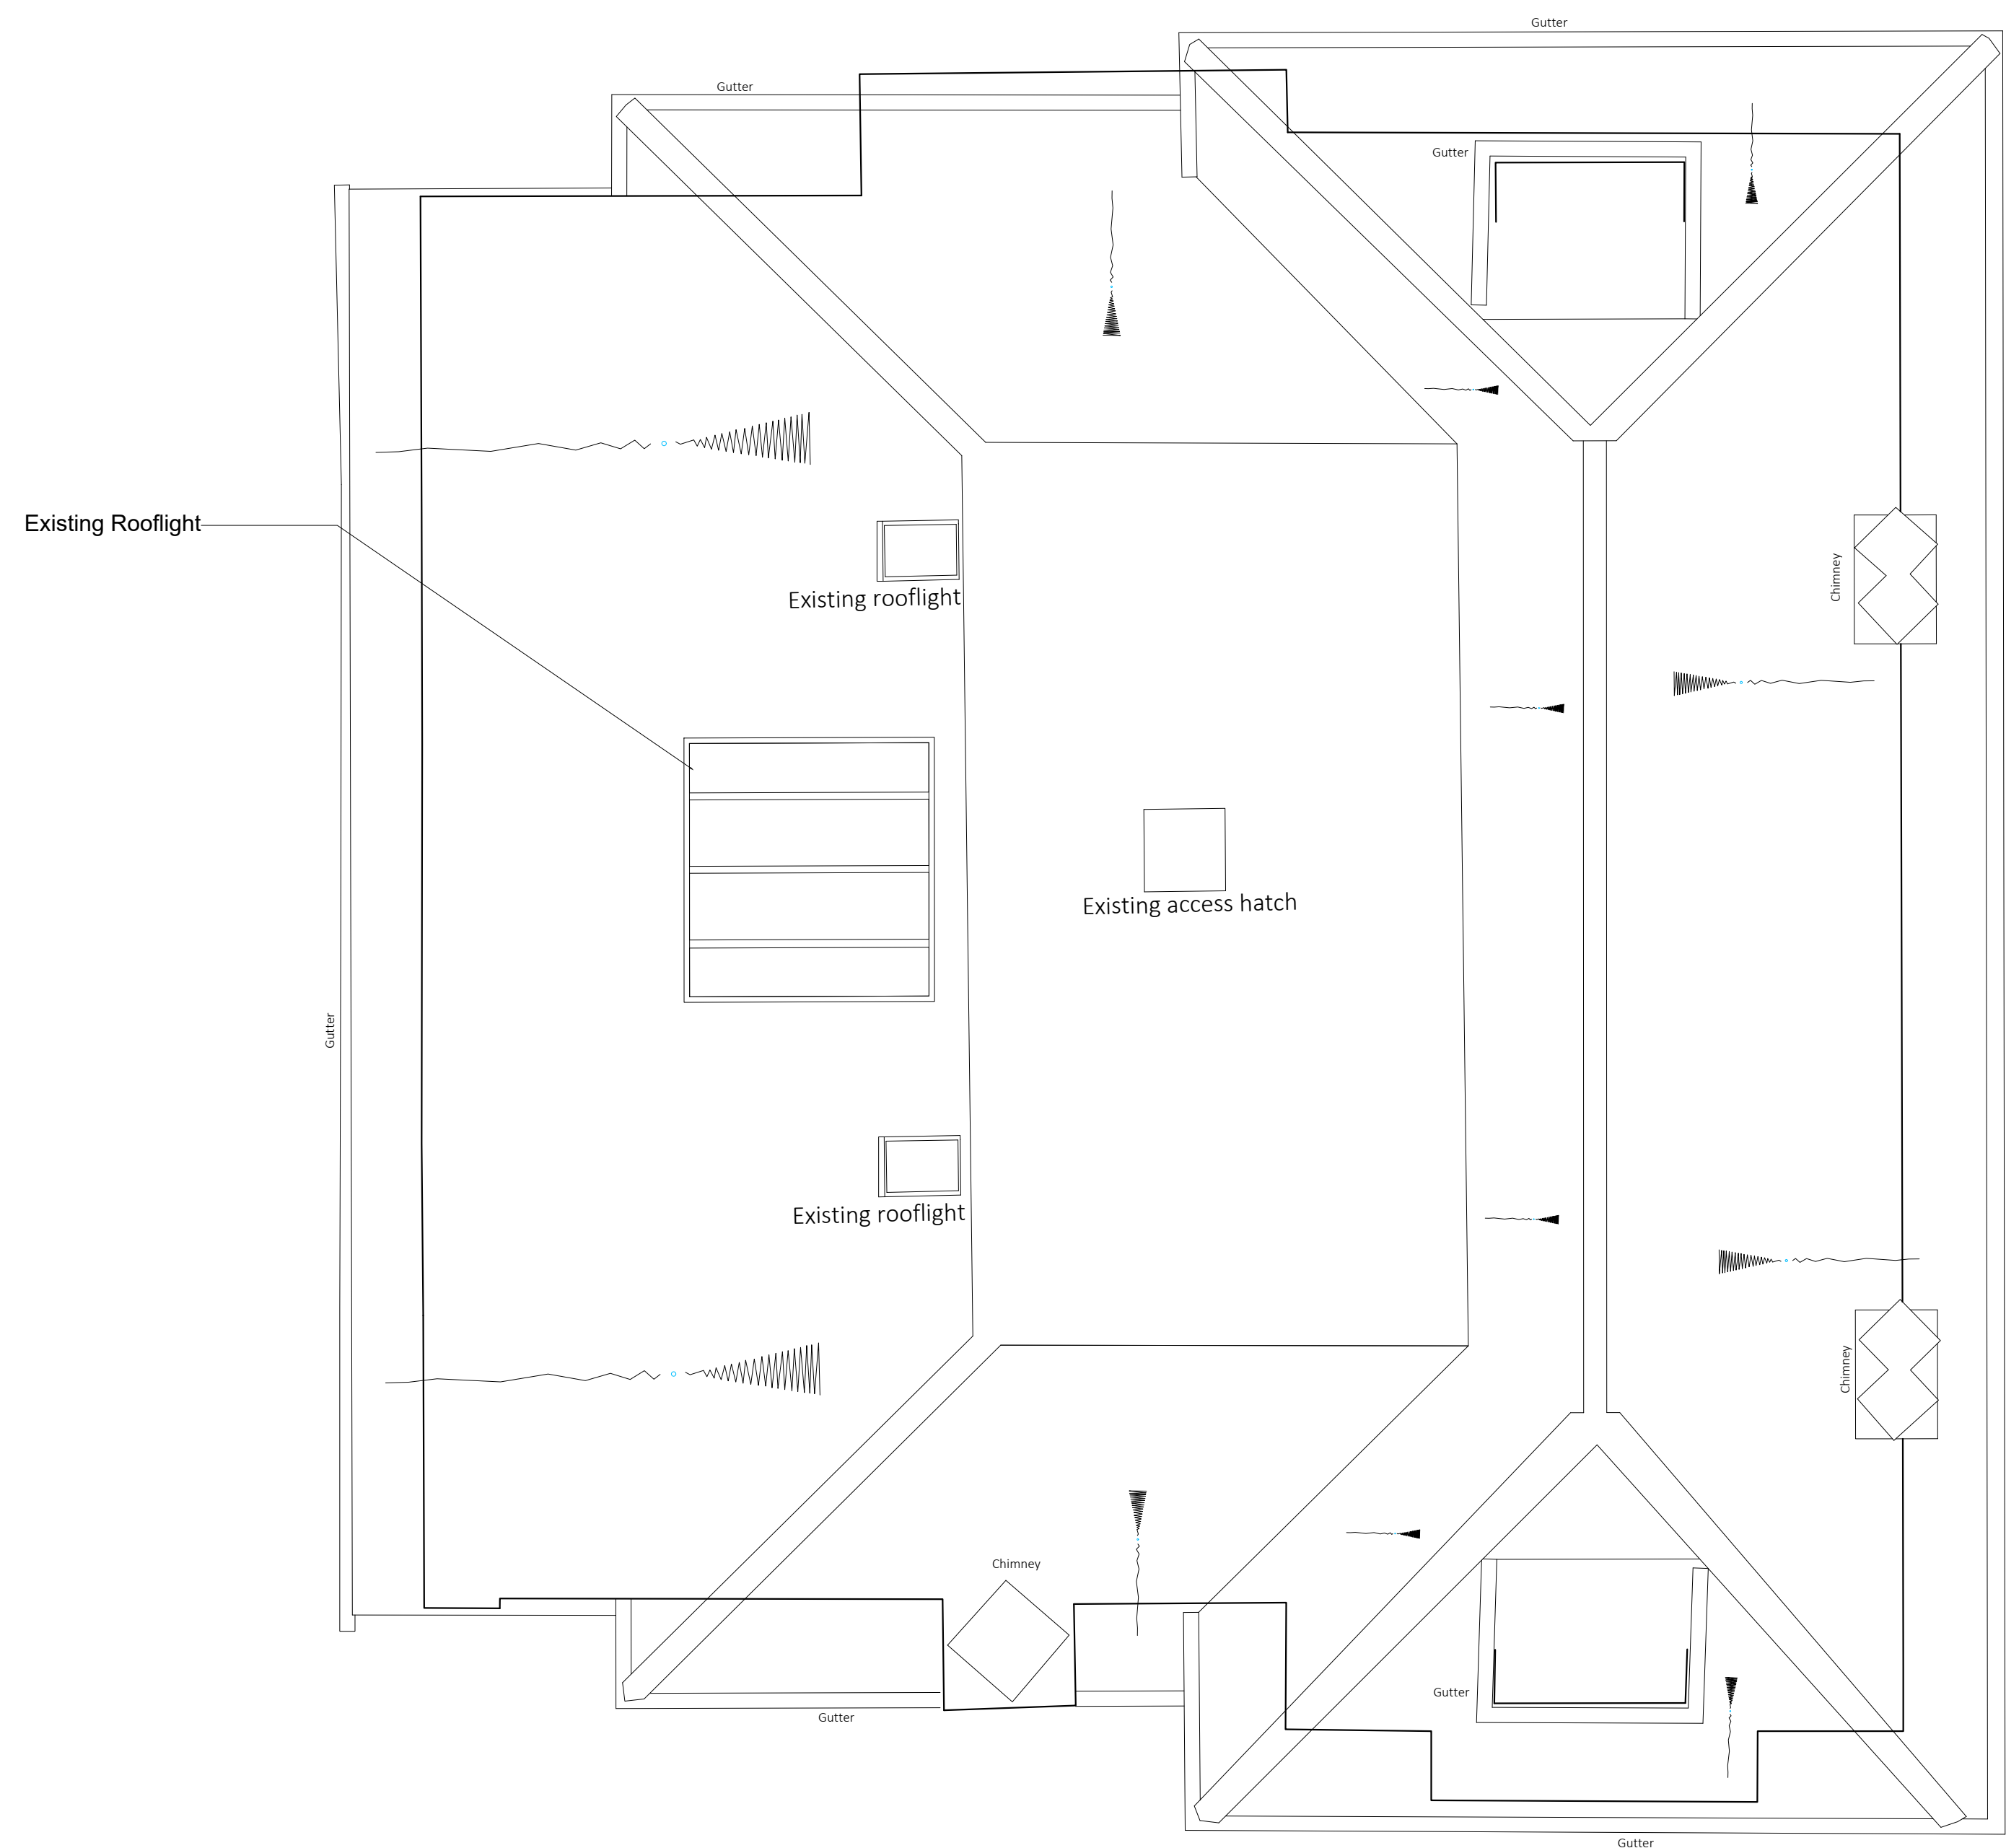 Gutter
Gutter
Gutter
Existing Rooflight
Chimney
Existing rooflight
Existing access hatch
Gutter
Existing rooflight
Chimney
Chimney
Gutter
Gutter
Gutter